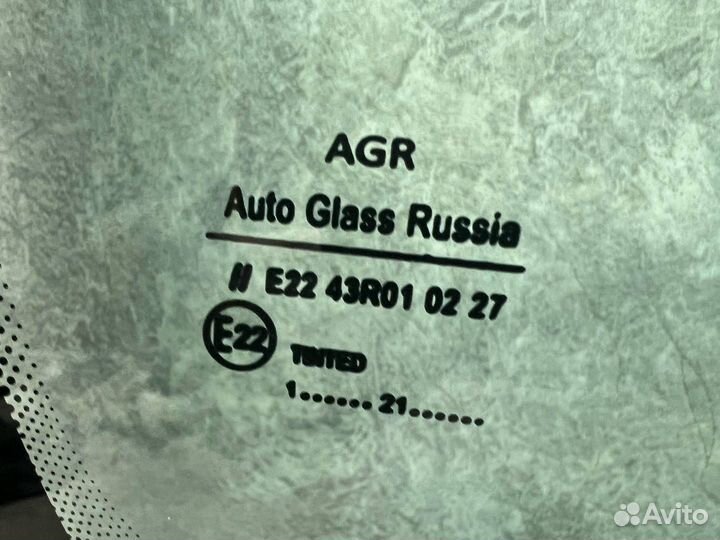 AGR
Auto Glass Russia
II E22 43R01 02 27
E22
TINTED
1...... 21......
Avito